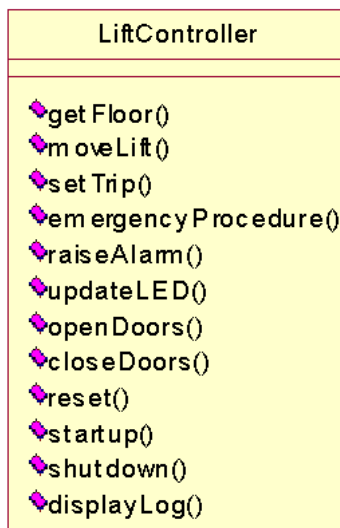 LiftController
getFloor()
moveLift()
setTrip()
emergencyProcedure()
raiseAlarm()
updateLED()
openDoors()
closeDoors()
reset()
startup()
shutdown()
displayLog()